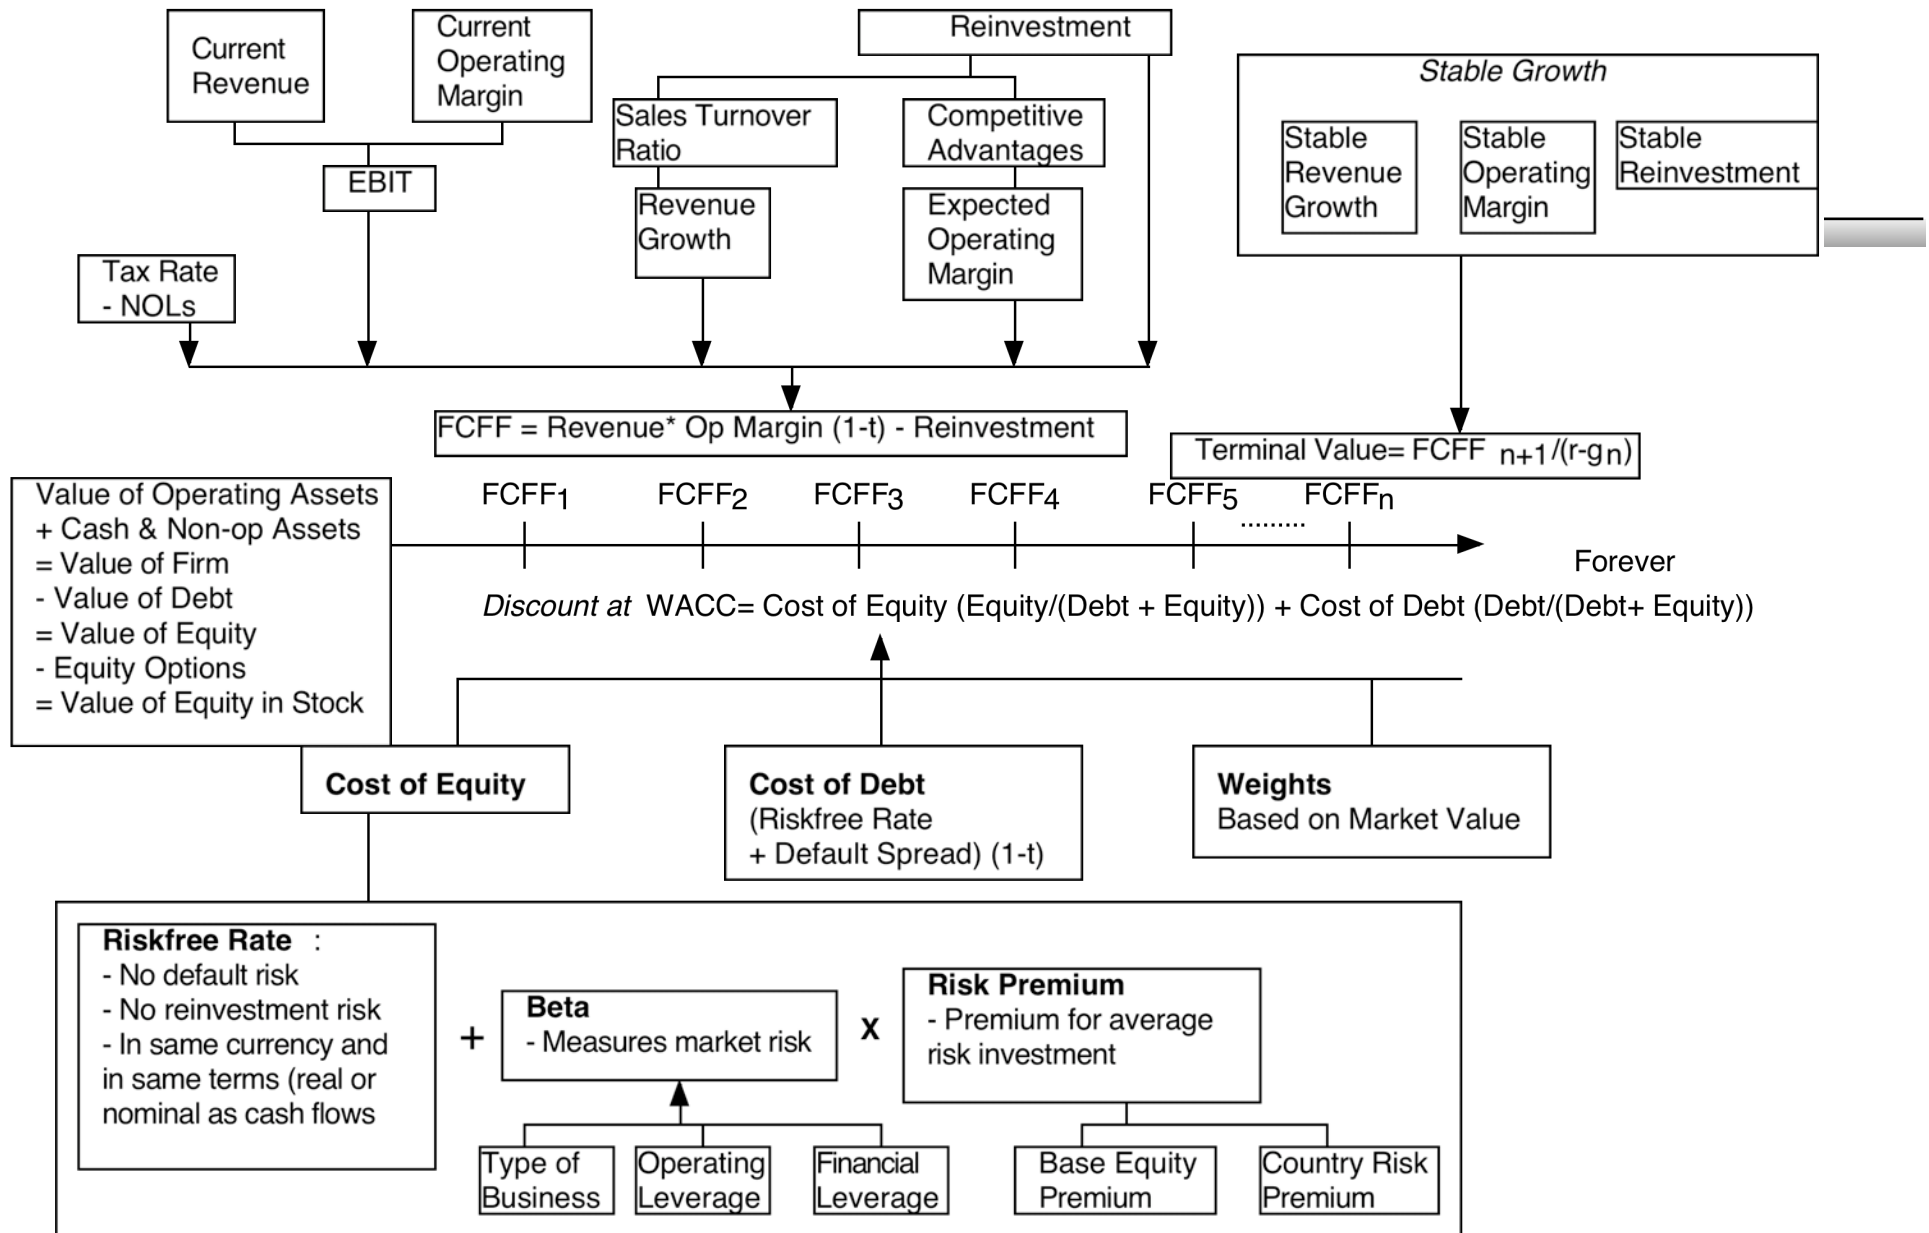 Current
Revenue
Current
Operating
Margin
Reinvestment
Stable Growth
Sales Turnover
Ratio
Competitive
Advantages
Stable
Revenue
Growth
Stable
Operating
Margin
Stable
Reinvestment
EBIT
Revenue
Growth
Expected
Operating
Margin
Tax Rate
- NOLs
FCFF = Revenue* Op Margin (1-t) - Reinvestment
Terminal Value= FCFF n+1/(r-gn)
Value of Operating Assets
+ Cash & Non-op Assets
= Value of Firm
- Value of Debt
= Value of Equity
- Equity Options
= Value of Equity in Stock
FCFF1 FCFF2 FCFF3 FCFF4 FCFF5 ......... FCFFn
Forever
Discount at WACC= Cost of Equity (Equity/(Debt + Equity)) + Cost of Debt (Debt/(Debt+ Equity))
Cost of Equity
Cost of Debt
(Riskfree Rate
+ Default Spread) (1-t)
Weights
Based on Market Value
Riskfree Rate :
- No default risk
- No reinvestment risk
- In same currency and
in same terms (real or
nominal as cash flows
+
Beta
- Measures market risk
X
Risk Premium
- Premium for average
risk investment
Type of
Business
Operating
Leverage
Financial
Leverage
Base Equity
Premium
Country Risk
Premium